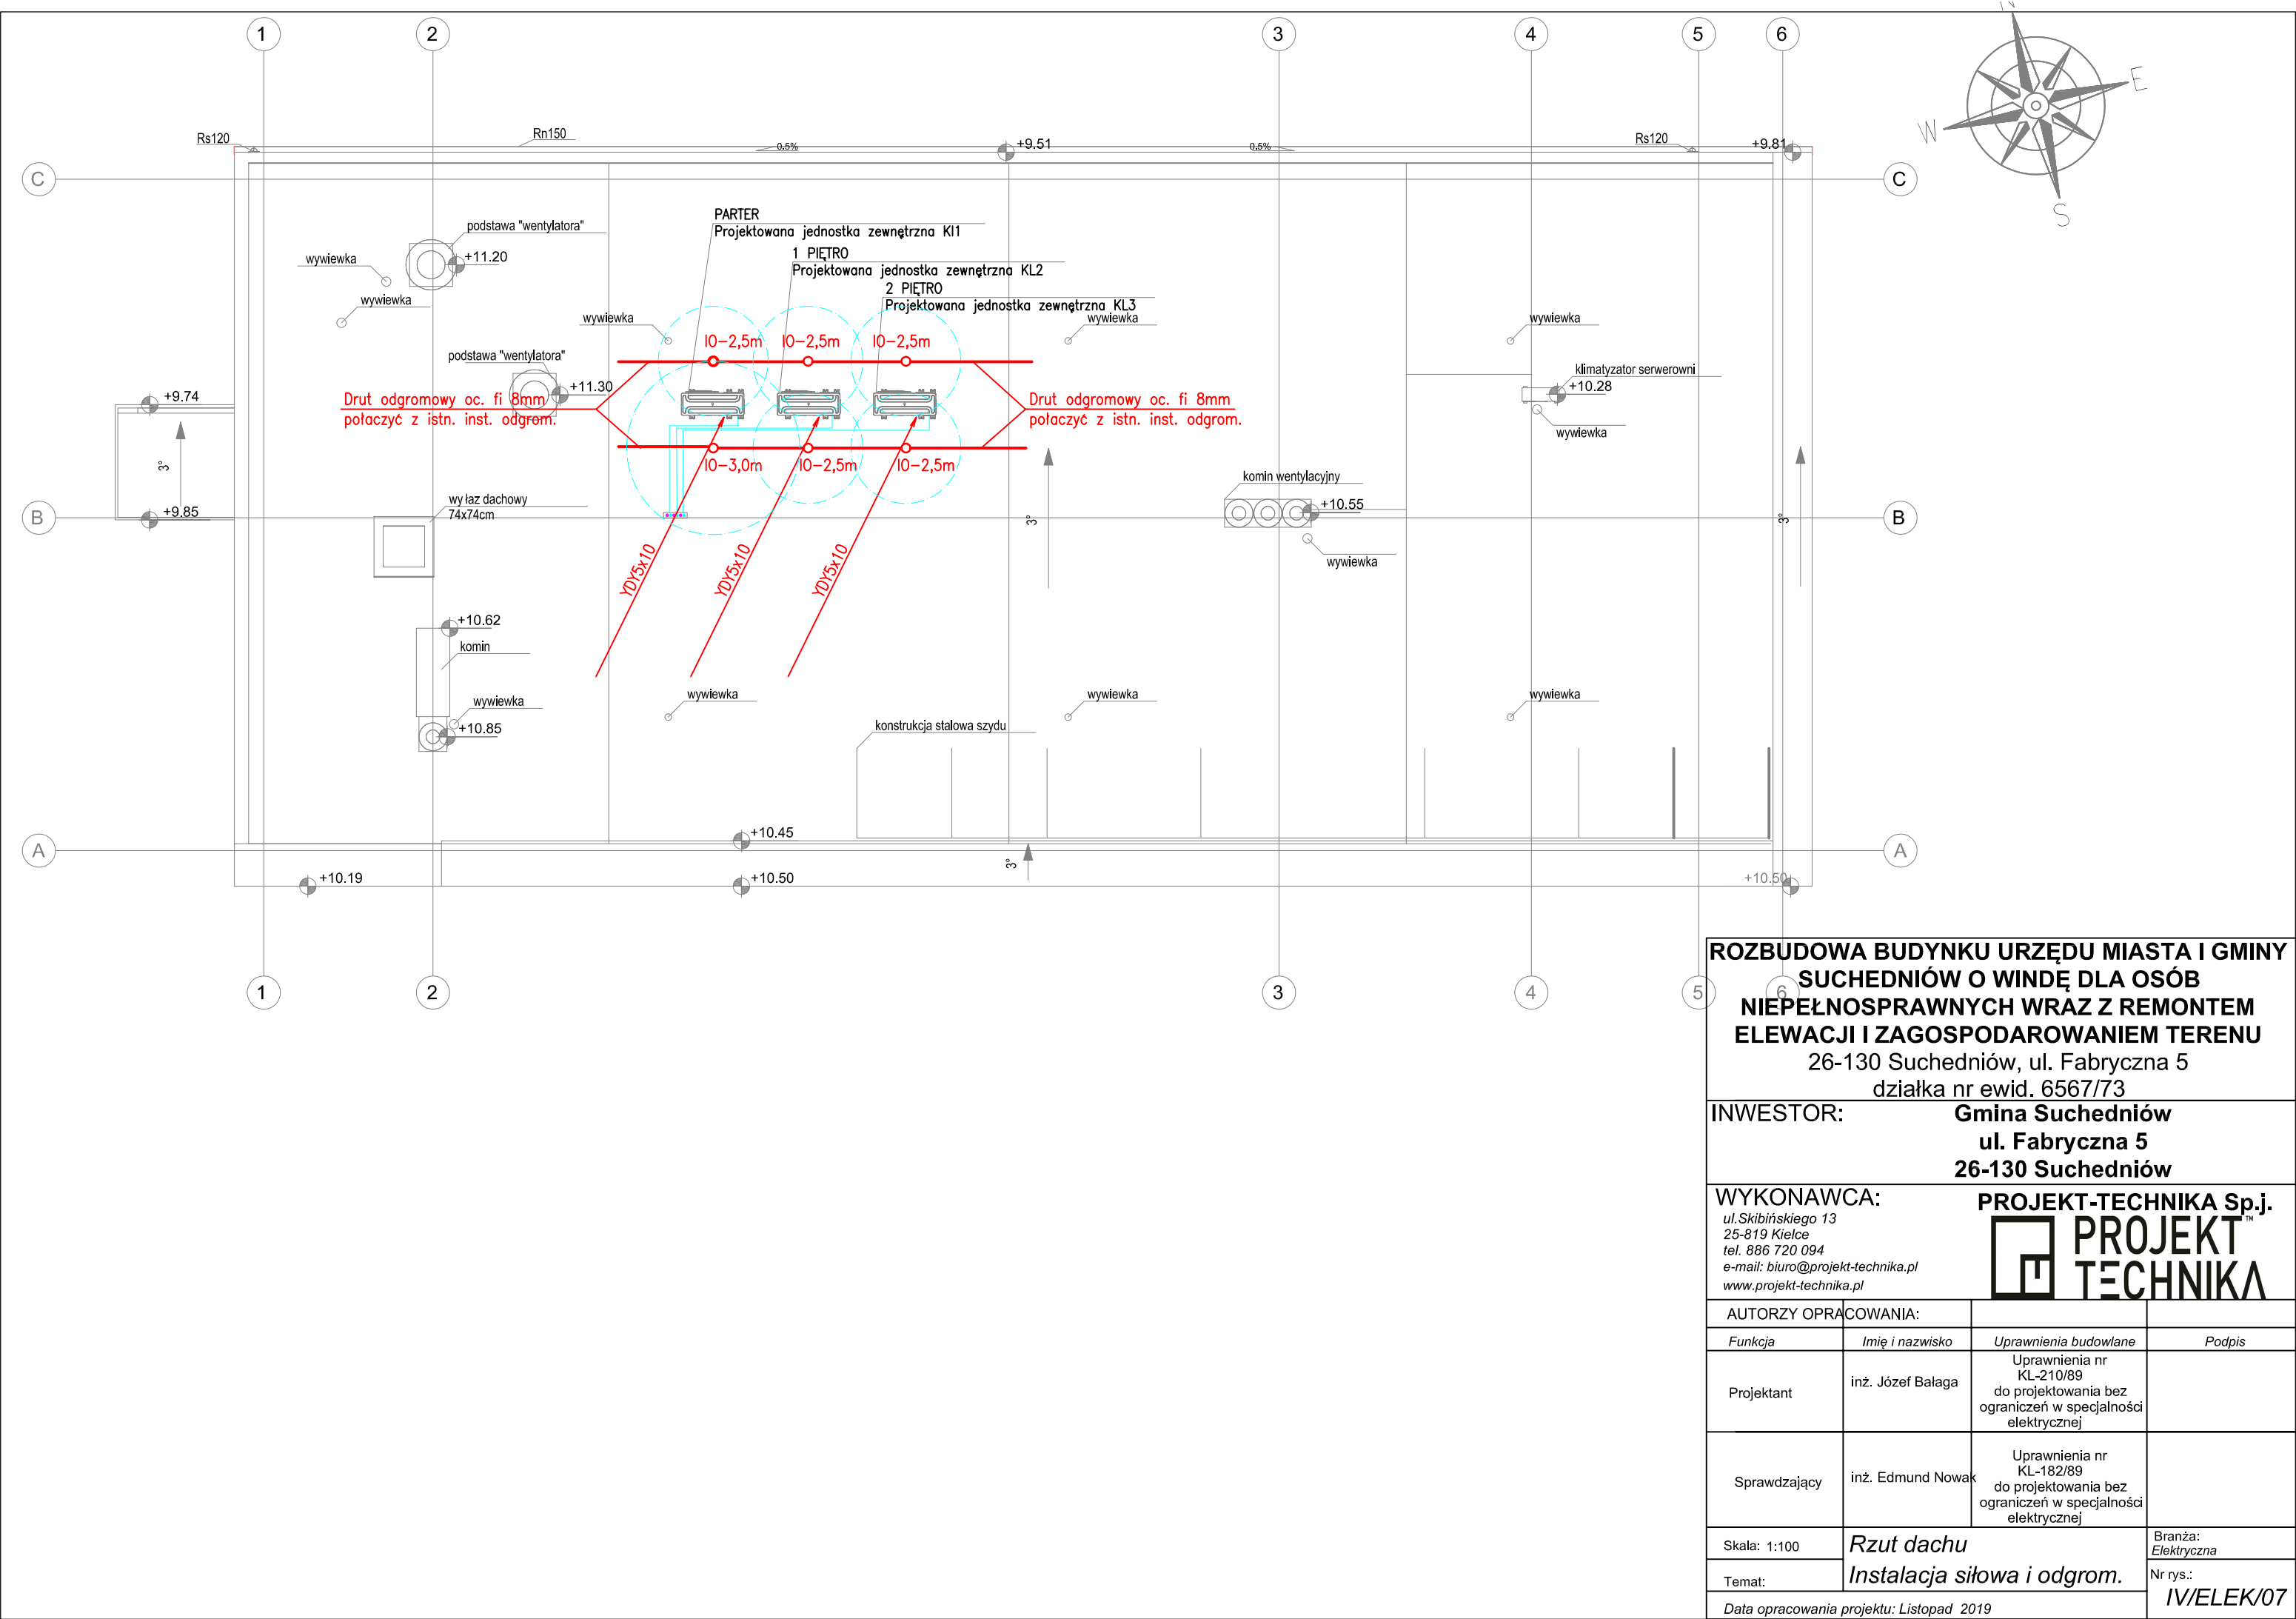 1
2
3
4
5
6
N
E
W
S
Rs120
Rn150
0.5%
+9.51
0.5%
Rs120
+9.81
C
C
PARTER
Projektowana jednostka zewnętrzna Kl1
1 PIĘTRO
Projektowana jednostka zewnętrzna KL2
2 PIĘTRO
Projektowana jednostka zewnętrzna KL3
podstawa "wentylatora"
+11.20
wywiewka
wywiewka
wywiewka
wywiewka
wywiewka
IO-2,5m
IO-2,5m
IO-2,5m
podstawa "wentylatora"
+11.30
klimatyzator serwerowni
+10.28
wywiewka
+9.74
Drut odgromowy oc. fi 8mm
połaczyć z istn. inst. odgrom.
Drut odgromowy oc. fi 8mm
połaczyć z istn. inst. odgrom.
3°
IO-3,0m
IO-2,5m
IO-2,5m
komin wentylacyjny
+10.55
wywiewka
wyłaz dachowy
74x74cm
+9.85
B
3°
3°
B
YDY5x10
YDY5x10
YDY5x10
+10.62
komin
wywiewka
+10.85
wywiewka
wywiewka
wywiewka
konstrukcja stalowa szydu
+10.45
A
3°
A
+10.19
+10.50
+10.50
1
2
3
4
5
6
ROZBUDOWA BUDYNKU URZĘDU MIASTA I GMINY
SUCHEDNIÓW O WINDĘ DLA OSÓB
NIEPEŁNOSPRAWNYCH WRAZ Z REMONTEM
ELEWACJI I ZAGOSPODAROWANIEM TERENU
26-130 Suchedniów, ul. Fabryczna 5
działka nr ewid. 6567/73
INWESTOR:
Gmina Suchedniów
ul. Fabryczna 5
26-130 Suchedniów
WYKONAWCA:
ul.Skibińskiego 13
25-819 Kielce
tel. 886 720 094
e-mail: biuro@projekt-technika.pl
www.projekt-technika.pl
PROJEKT-TECHNIKA Sp.j.
PROJEKT™
TECHNIKA
AUTORZY OPRACOWANIA:
Funkcja
Imię i nazwisko
Uprawnienia budowlane
Podpis
Projektant
inż. Józef Bałaga
Uprawnienia nr
KL-210/89
do projektowania bez
ograniczeń w specjalności
elektrycznej
Sprawdzający
inż. Edmund Nowak
Uprawnienia nr
KL-182/89
do projektowania bez
ograniczeń w specjalności
elektrycznej
Skala: 1:100
Rzut dachu
Branża:
Elektryczna
Temat:
Instalacja siłowa i odgrom.
Nr rys.:
IV/ELEK/07
Data opracowania projektu: Listopad 2019